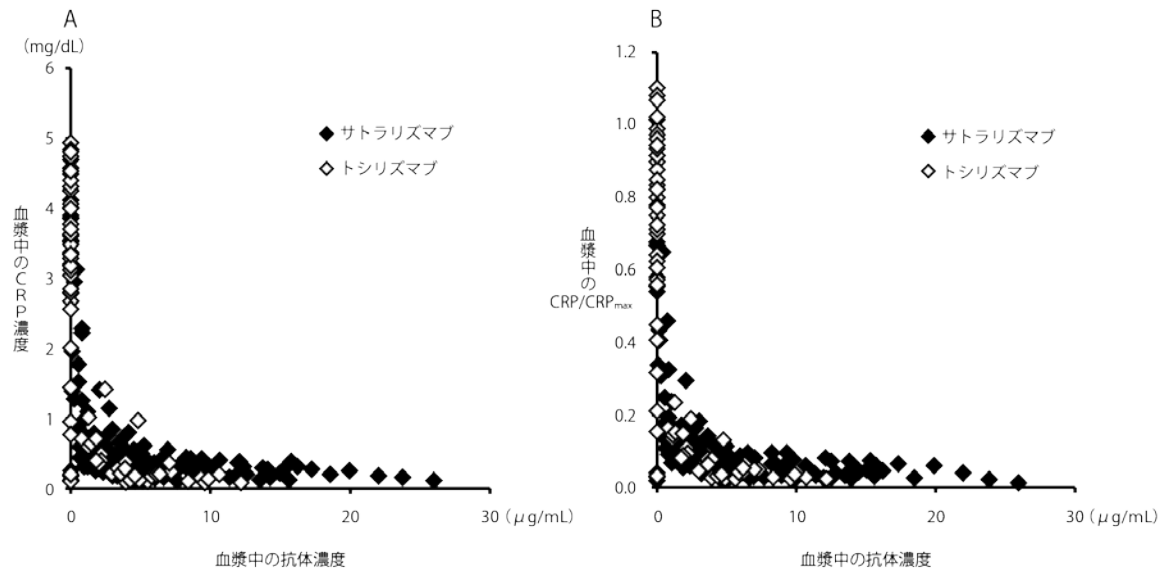 A
(mg/dL)
6
5
4
3
2
1
0
血漿中のCRP濃度
◆ サトラリズマブ
◇ トシリズマブ
0 10 20 30 (μg/mL)
血漿中の抗体濃度
B
1.2
1.0
0.8
0.6
0.4
0.2
0.0
血漿中の
CRP/CRPmax
◆ サトラリズマブ
◇ トシリズマブ
0 10 20 30 (μg/mL)
血漿中の抗体濃度